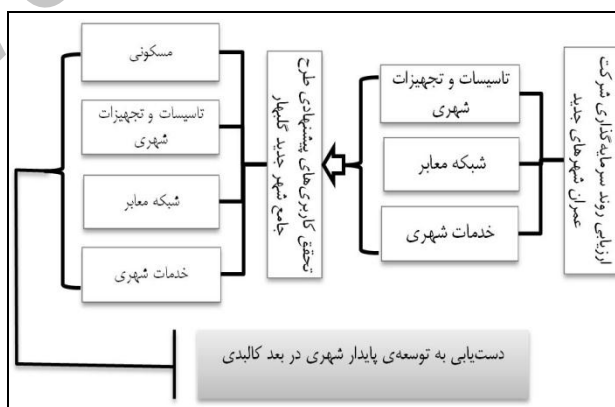 ارزیابی روند سرمایه‌گذاری شرکت
عمران شهرهای جدید
تاسیسات و تجهیزات
شهری
شبکه معابر
خدمات شهری
تحقق کاربری‌های پیشنهادی طرح
جامع شهر جدید گلبهار
مسکونی
تاسیسات و تجهیزات
شهری
شبکه معابر
خدمات شهری
دست‌یابی به توسعه‌ی پایدار شهری در بعد کالبدی